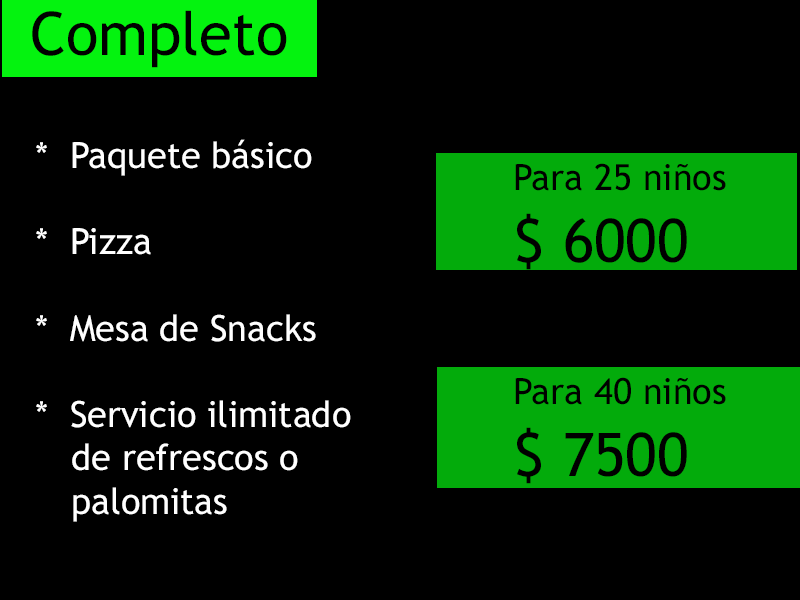 Completo
* Paquete básico
* Pizza
* Mesa de Snacks
* Servicio ilimitado
de refrescos o
palomitas
Para 25 niños
$ 6000
Para 40 niños
$ 7500